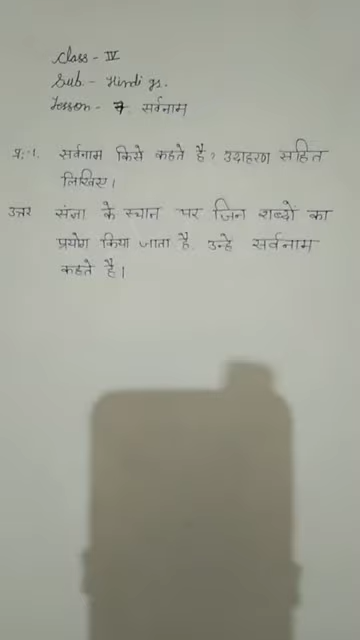 Class - IV
Sub. - Hindi gr.
Lesson - 7. सर्वनाम
प्र.-1. सर्वनाम किसे कहते है? उदाहरण सहित
लिखिए।
उत्तर संज्ञा के स्थान पर जिन शब्दों का
प्रयोग किया जाता है. उन्हे सर्वनाम
कहते है।